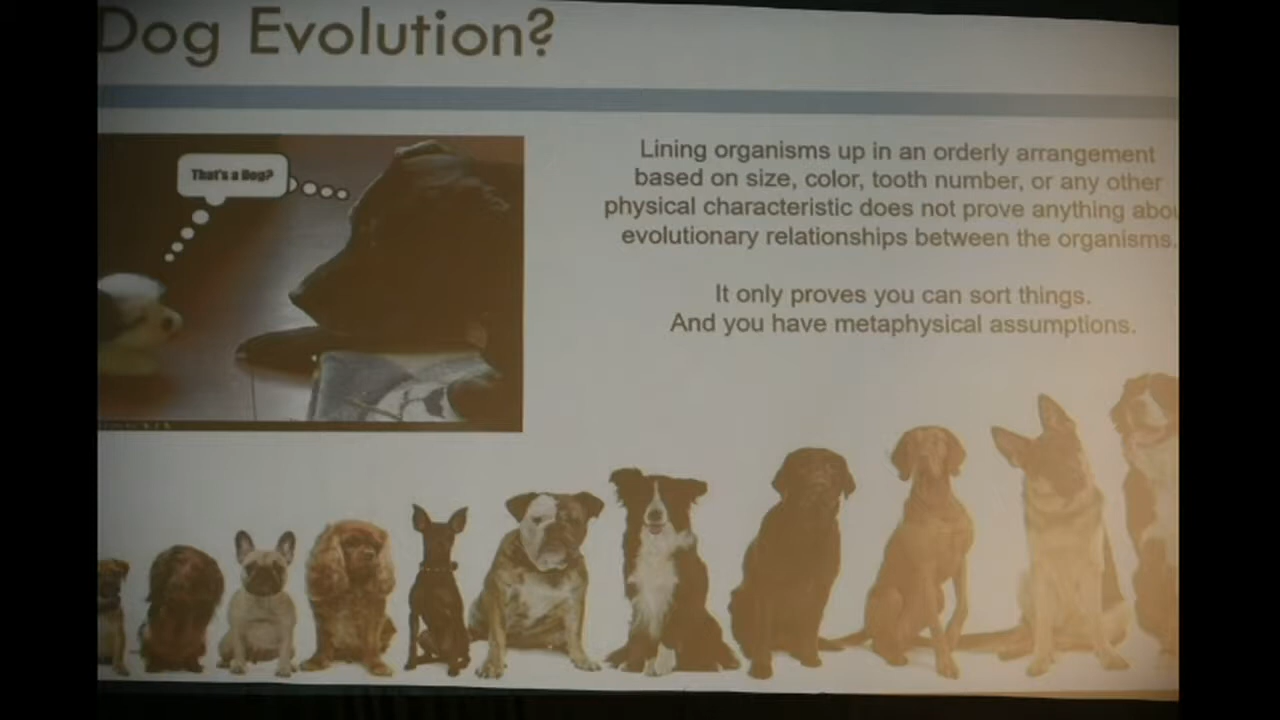 Dog Evolution?
That's a Dog?
Lining organisms up in an orderly arrangement
based on size, color, tooth number, or any other
physical characteristic does not prove anything abou
evolutionary relationships between the organisms.
It only proves you can sort things.
And you have metaphysical assumptions.